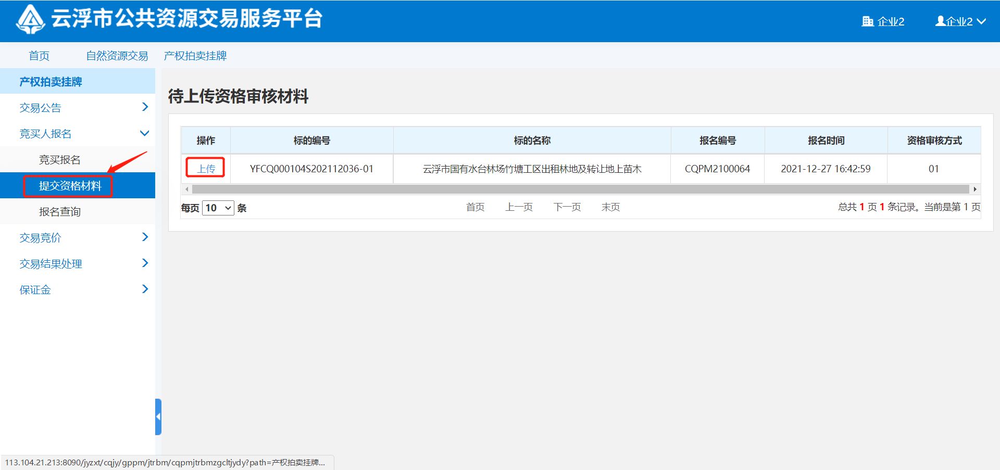 云浮市公共资源交易服务平台
企业2
企业2
首页
自然资源交易
产权拍卖挂牌
产权拍卖挂牌
交易公告
竞买人报名
竞买报名
提交资格材料
报名查询
交易竞价
交易结果处理
保证金
待上传资格审核材料
操作 标的编号 标的名称 报名编号 报名时间 资格审核方式
上传 YFCQ000104S202112036-01 云浮市国有水台林场竹塘工区出租林地及转让地上苗木 CQPM2100064 2021-12-27 16:42:59 01
每页 10 条 首页 上一页 下一页 末页 总共 1 页 1 条记录。当前是第 1 页
113.104.21.213:8090/jyzxt/cqjy/gppm/jtrbm/cqpmjtrbmzgcltjydy?path=产权拍卖挂牌...